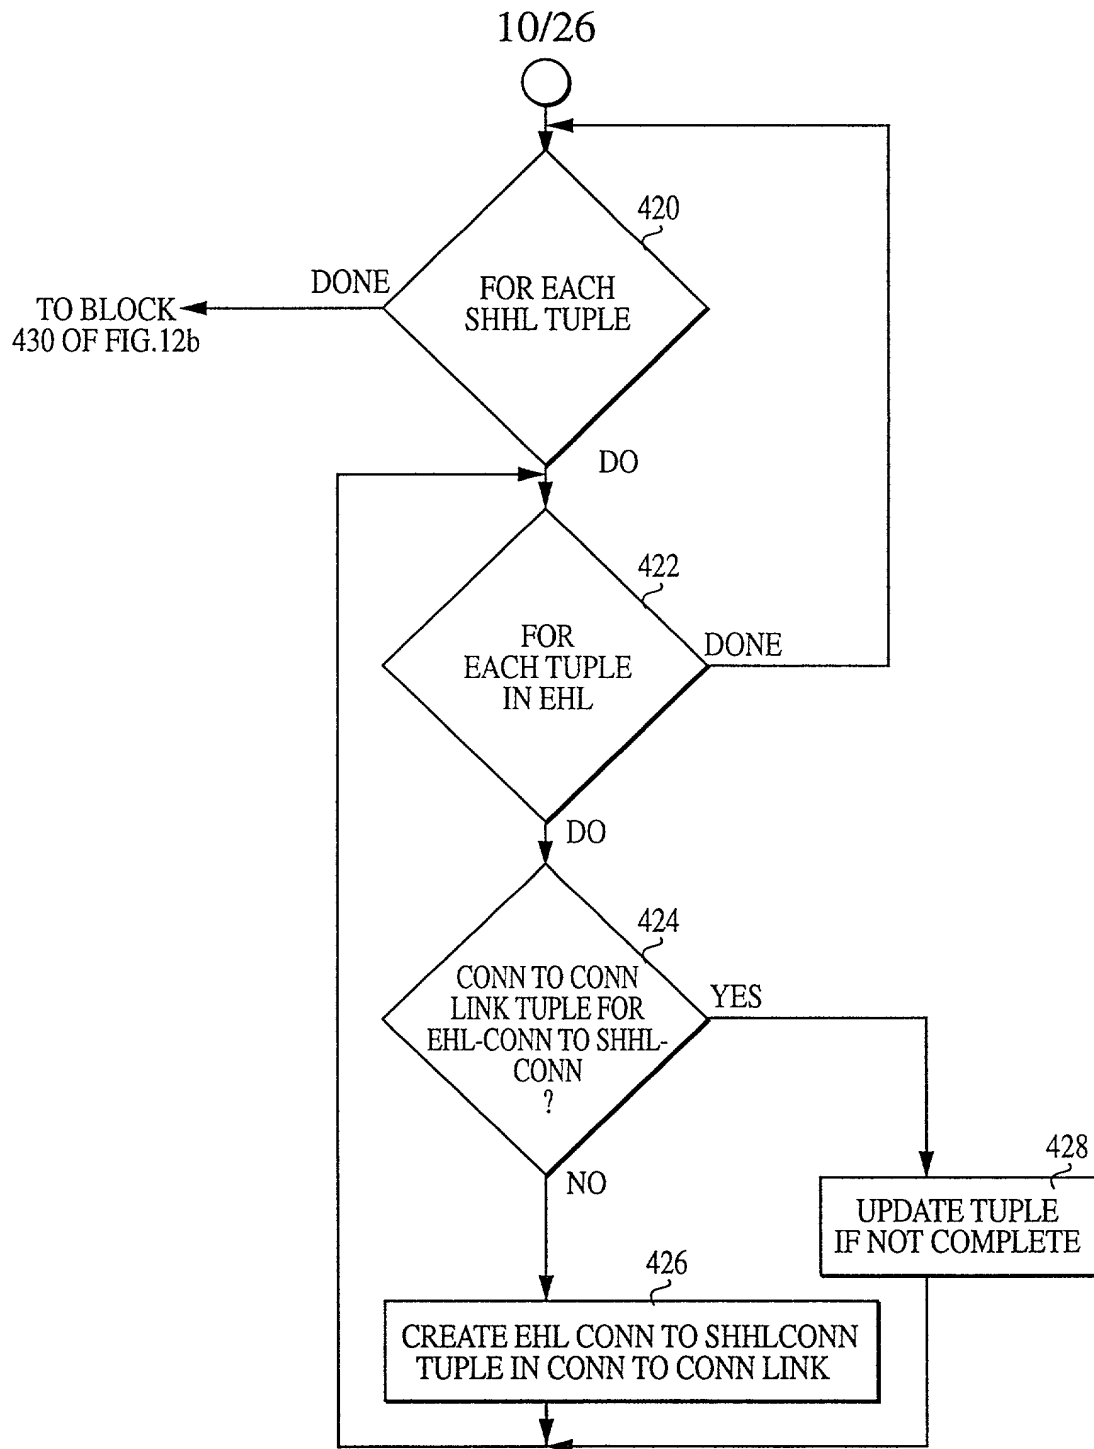 10/26
420
FOR EACH
SHHL TUPLE
DONE
TO BLOCK
430 OF FIG.12b
DO
422
FOR
EACH TUPLE
IN EHL
DONE
DO
424
CONN TO CONN
LINK TUPLE FOR
EHL-CONN TO SHHL-
CONN
?
YES
NO
428
UPDATE TUPLE
IF NOT COMPLETE
426
CREATE EHL CONN TO SHHLCONN
TUPLE IN CONN TO CONN LINK